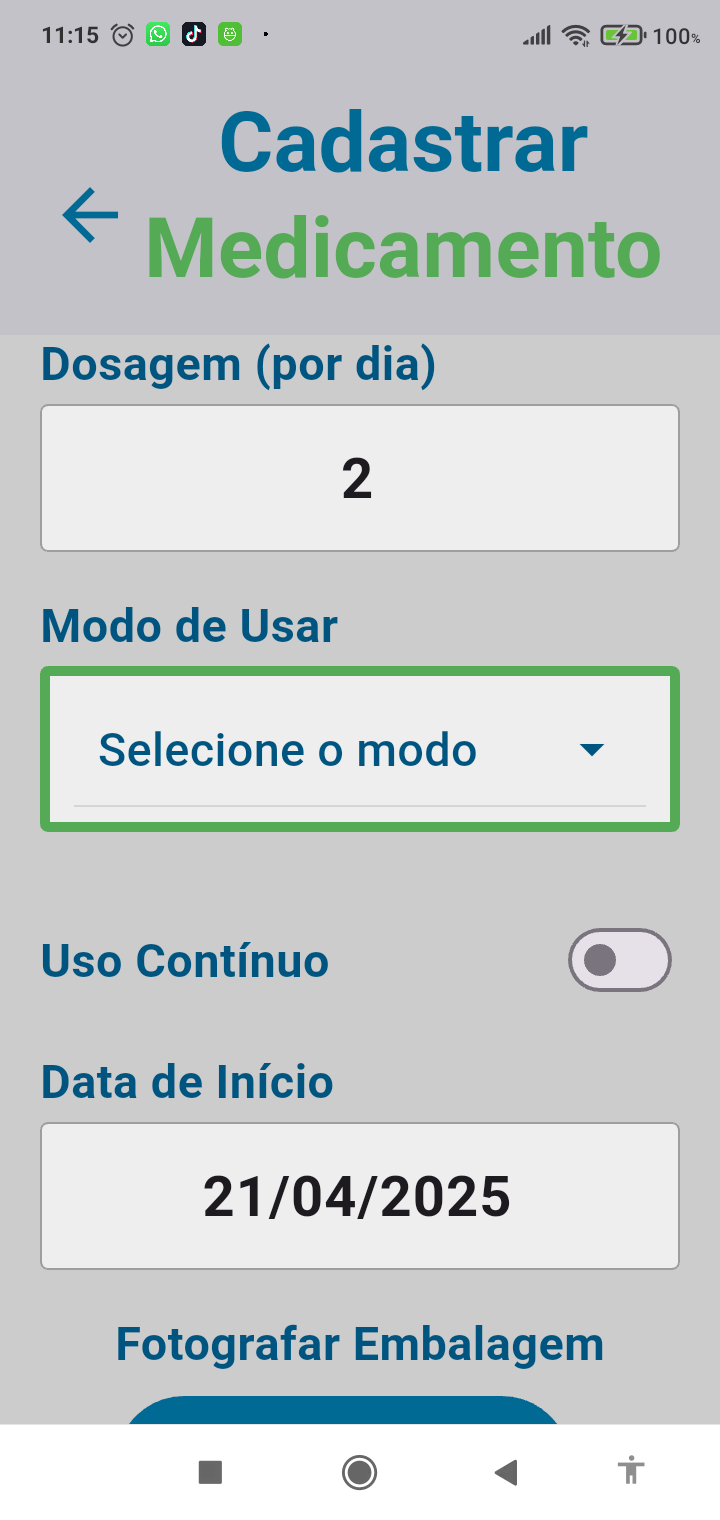 11:15
100%
Cadastrar
Medicamento
Dosagem (por dia)
2
Modo de Usar
Selecione o modo
Uso Contínuo
Data de Início
21/04/2025
Fotografar Embalagem